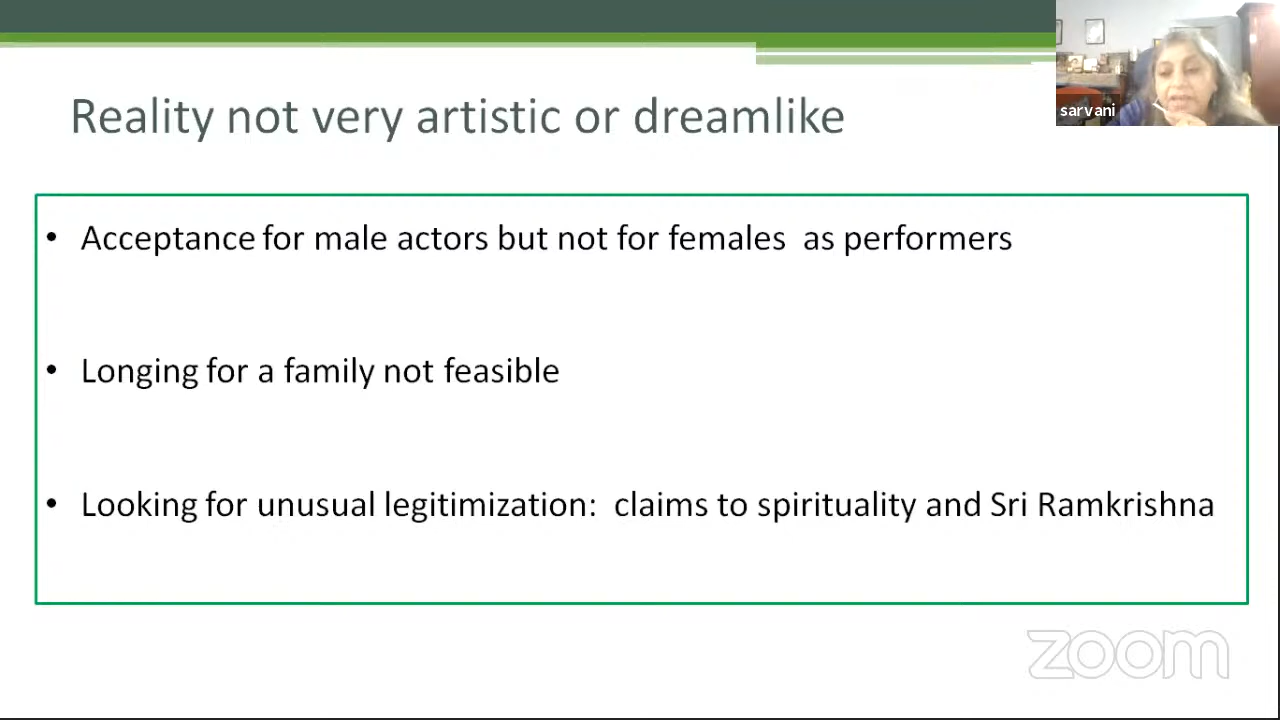 Reality not very artistic or dreamlike
sarvani
• Acceptance for male actors but not for females  as performers
• Longing for a family not feasible
• Looking for unusual legitimization:  claims to spirituality and Sri Ramkrishna
zoom